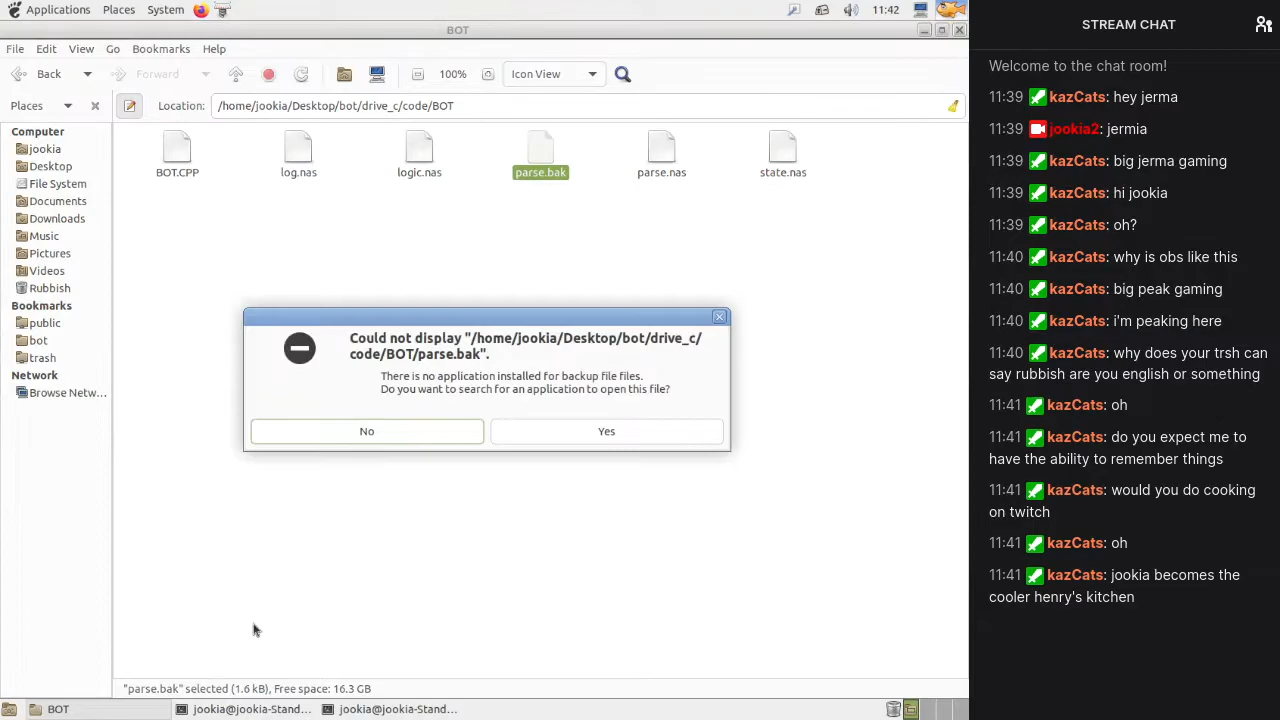 Applications Places System 11:42
BOT
File Edit View Go Bookmarks Help
Back Forward 100% Icon View
Places Location: /home/jookia/Desktop/bot/drive_c/code/BOT
Computer
jookia
Desktop
File System
Documents
Downloads
Music
Pictures
Videos
Rubbish
Bookmarks
public
bot
trash
Network
Browse Netw...
BOT.CPP log.nas logic.nas parse.bak parse.nas state.nas
Could not display "/home/jookia/Desktop/bot/drive_c/
code/BOT/parse.bak".
There is no application installed for backup file files.
Do you want to search for an application to open this file?
No Yes
"parse.bak" selected (1.6 kB), Free space: 16.3 GB
BOT jookia@jookia-Stand... jookia@jookia-Stand...
STREAM CHAT
Welcome to the chat room!
11:39 kazCats: hey jerma
11:39 jookia2: jermia
11:39 kazCats: big jerma gaming
11:39 kazCats: hi jookia
11:39 kazCats: oh?
11:40 kazCats: why is obs like this
11:40 kazCats: big peak gaming
11:40 kazCats: i'm peaking here
11:40 kazCats: why does your trsh can
say rubbish are you english or something
11:41 kazCats: oh
11:41 kazCats: do you expect me to
have the ability to remember things
11:41 kazCats: would you do cooking
on twitch
11:41 kazCats: oh
11:41 kazCats: jookia becomes the
cooler henry's kitchen